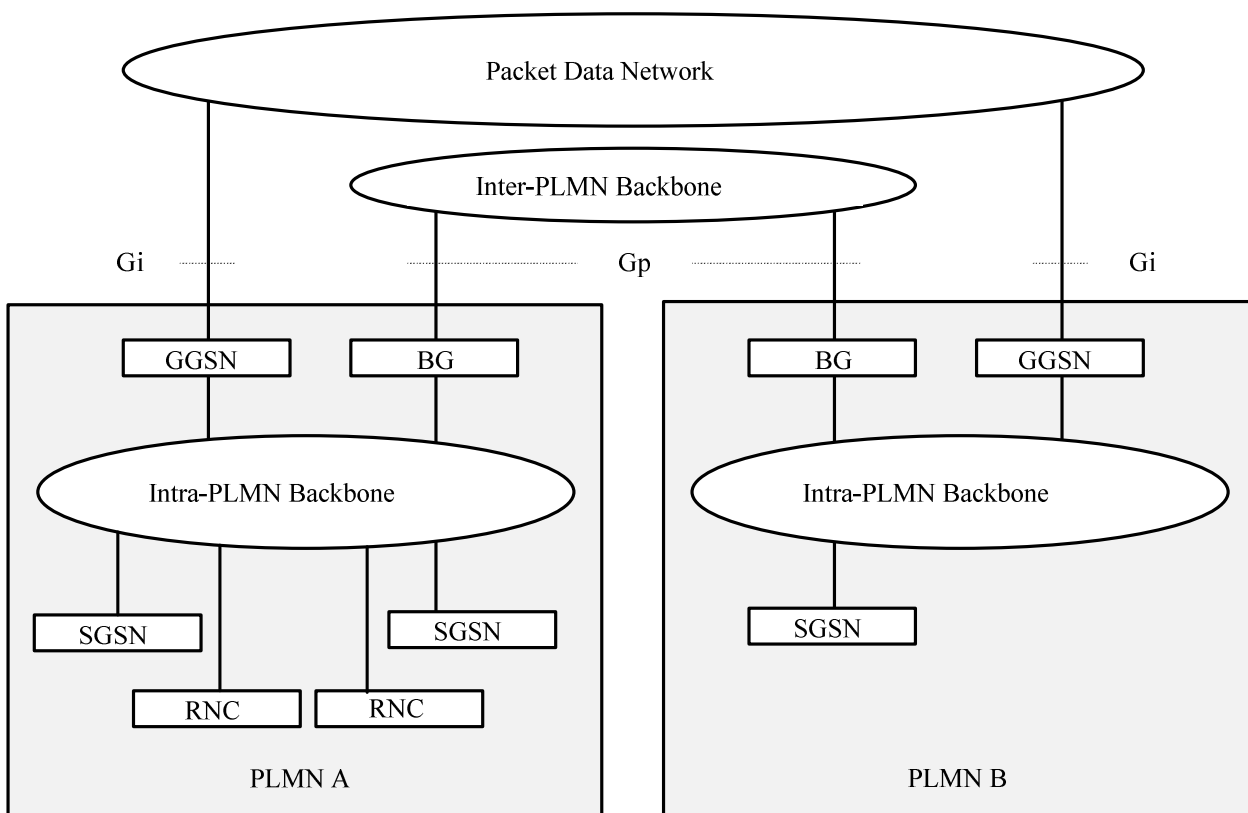 Packet Data Network
Inter-PLMN Backbone
Gi
Gp
Gi
GGSN
BG
BG
GGSN
Intra-PLMN Backbone
Intra-PLMN Backbone
SGSN
SGSN
SGSN
RNC
RNC
PLMN A
PLMN B